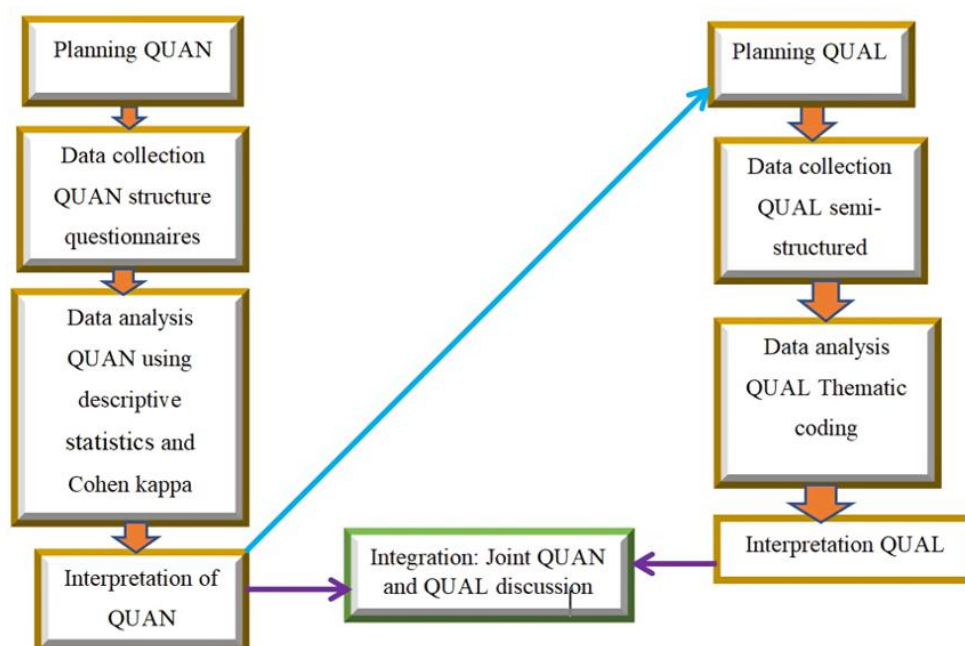 Planning QUAN
Data collection
QUAN structure
questionnaires
Data analysis
QUAN using
descriptive
statistics and
Cohen kappa
Interpretation of
QUAN
Planning QUAL
Data collection
QUAL semi-
structured
Data analysis
QUAL Thematic
coding
Interpretation QUAL
Integration: Joint QUAN
and QUAL discussion